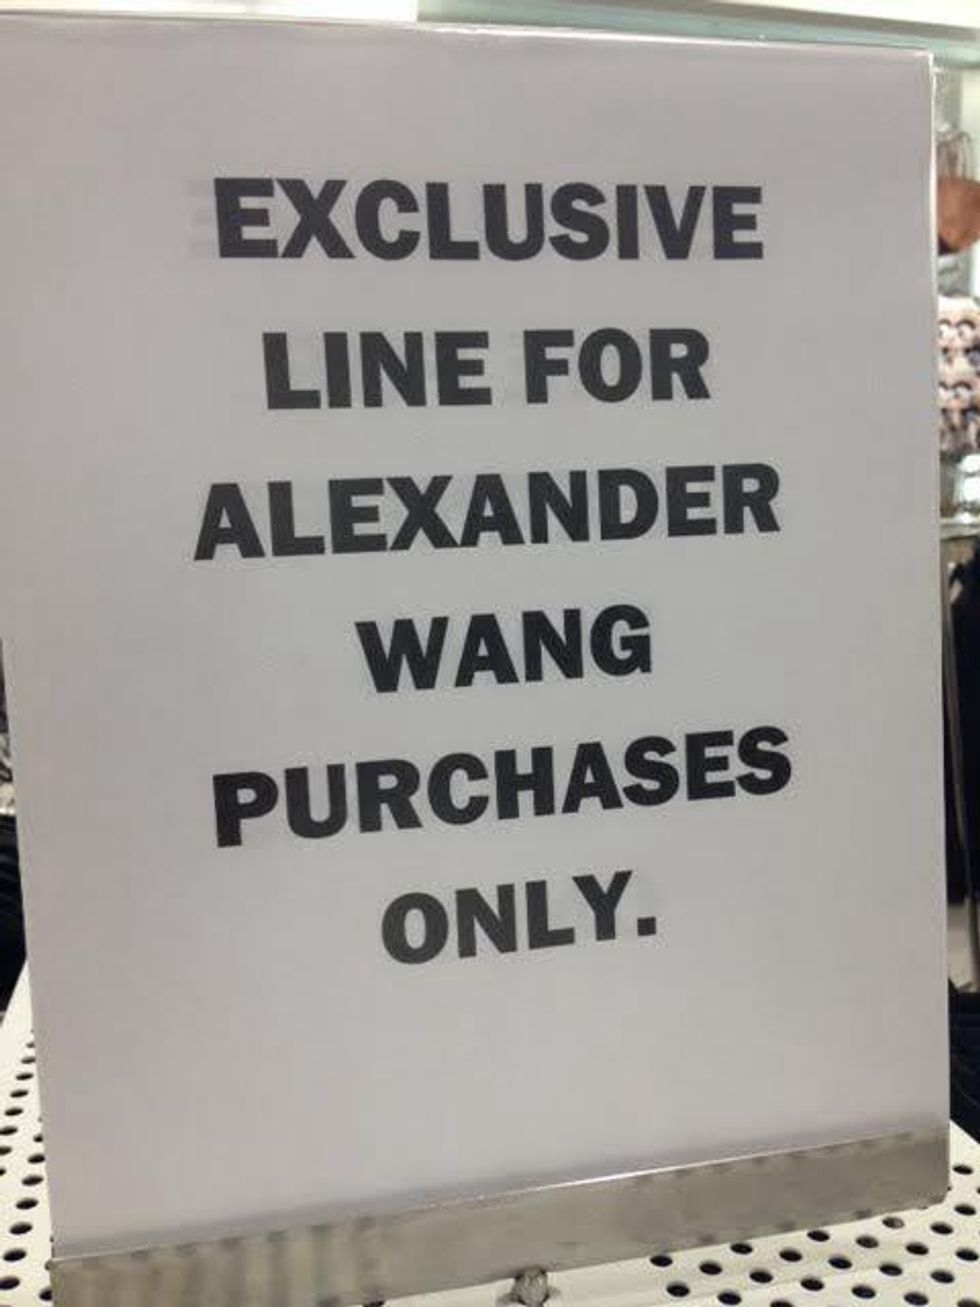 EXCLUSIVE
LINE FOR
ALEXANDER
WANG
PURCHASES
ONLY.